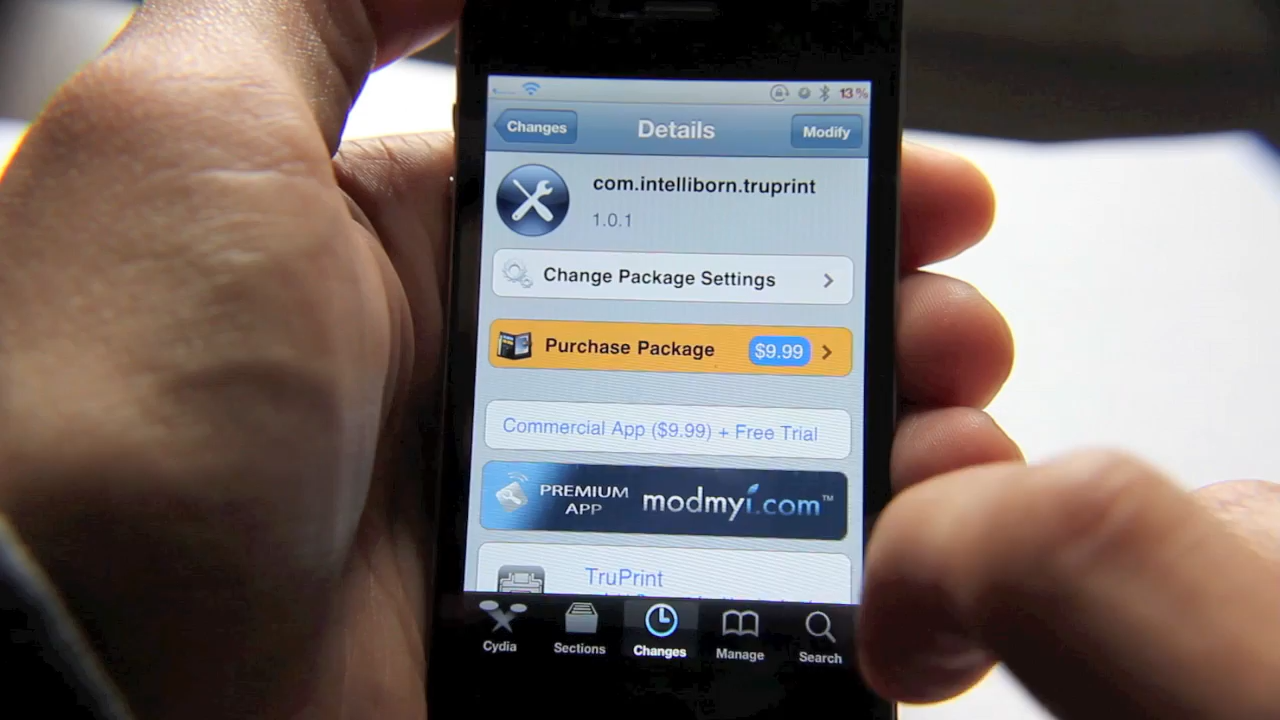 13%
Changes
Details
Modify
com.intelliborn.truprint
1.0.1
Change Package Settings
Purchase Package
$9.99
Commercial App ($9.99) + Free Trial
PREMIUM
APP
modmyi.com™
TruPrint
Cydia
Sections
Changes
Manage
Search